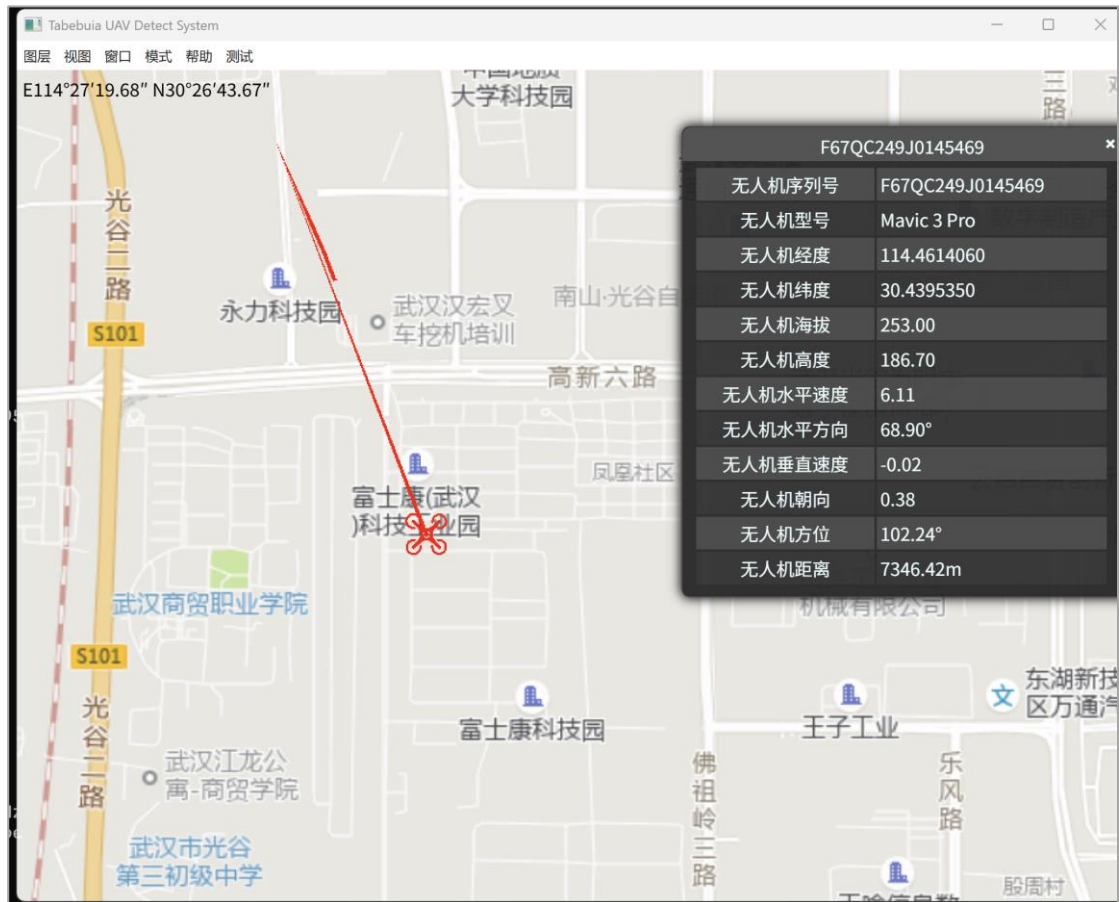 Tabebuia UAV Detect System
图层 视图 窗口 模式 帮助 测试
E114°27′19.68″ N30°26′43.67″
大学科技园
三
路
光
谷
二
路
S101
永力科技园
武汉汉宏叉
车挖机培训
南山·光谷自
高新六路
富士康(武汉
)科技工业园
凤凰社区
武汉商贸职业学院
S101
光
谷
二
路
富士康科技园
武汉江龙公
寓-商贸学院
武汉市光谷
第三初级中学
机械有限公司
王子工业
文
东湖新技
区万通汽
佛
祖
岭
三
路
乐
风
路
殷周村
F67QC249J0145469
无人机序列号 F67QC249J0145469
无人机型号 Mavic 3 Pro
无人机经度 114.4614060
无人机纬度 30.4395350
无人机海拔 253.00
无人机高度 186.70
无人机水平速度 6.11
无人机水平方向 68.90°
无人机垂直速度 -0.02
无人机朝向 0.38
无人机方位 102.24°
无人机距离 7346.42m